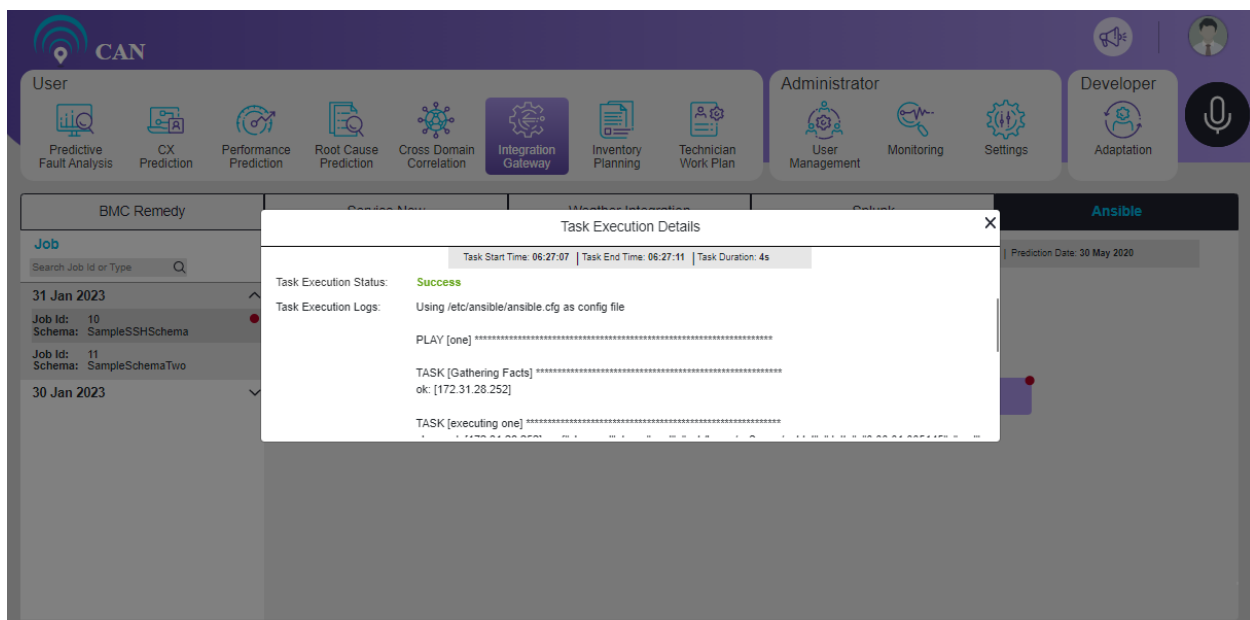 CAN
User
Administrator
Developer
Predictive
Fault Analysis
CX
Prediction
Performance
Prediction
Root Cause
Prediction
Cross Domain
Correlation
Integration
Gateway
Inventory
Planning
Technician
Work Plan
User
Management
Monitoring
Settings
Adaptation
BMC Remedy
Ansible
Job
Search Job Id or Type
31 Jan 2023
Job Id: 10
Schema: SampleSSHSchema
Job Id: 11
Schema: SampleSchemaTwo
30 Jan 2023
| Prediction Date: 30 May 2020
Task Execution Details
Task Start Time: 06:27:07 | Task End Time: 06:27:11 | Task Duration: 4s
Task Execution Status: Success
Task Execution Logs: Using /etc/ansible/ansible.cfg as config file
PLAY [one] *********************************************************************
TASK [Gathering Facts] *********************************************************
ok: [172.31.28.252]
TASK [executing one] ***********************************************************